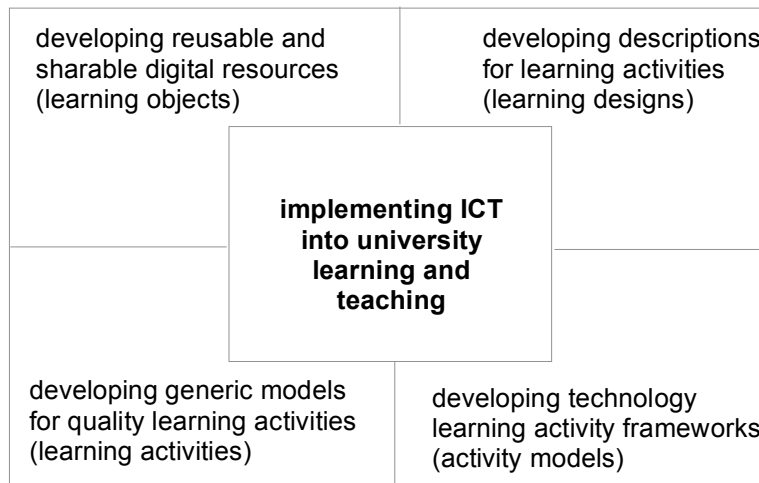 developing reusable and
sharable digital resources
(learning objects)
developing descriptions
for learning activities
(learning designs)
implementing ICT
into university
learning and
teaching
developing generic models
for quality learning activities
(learning activities)
developing technology
learning activity frameworks
(activity models)